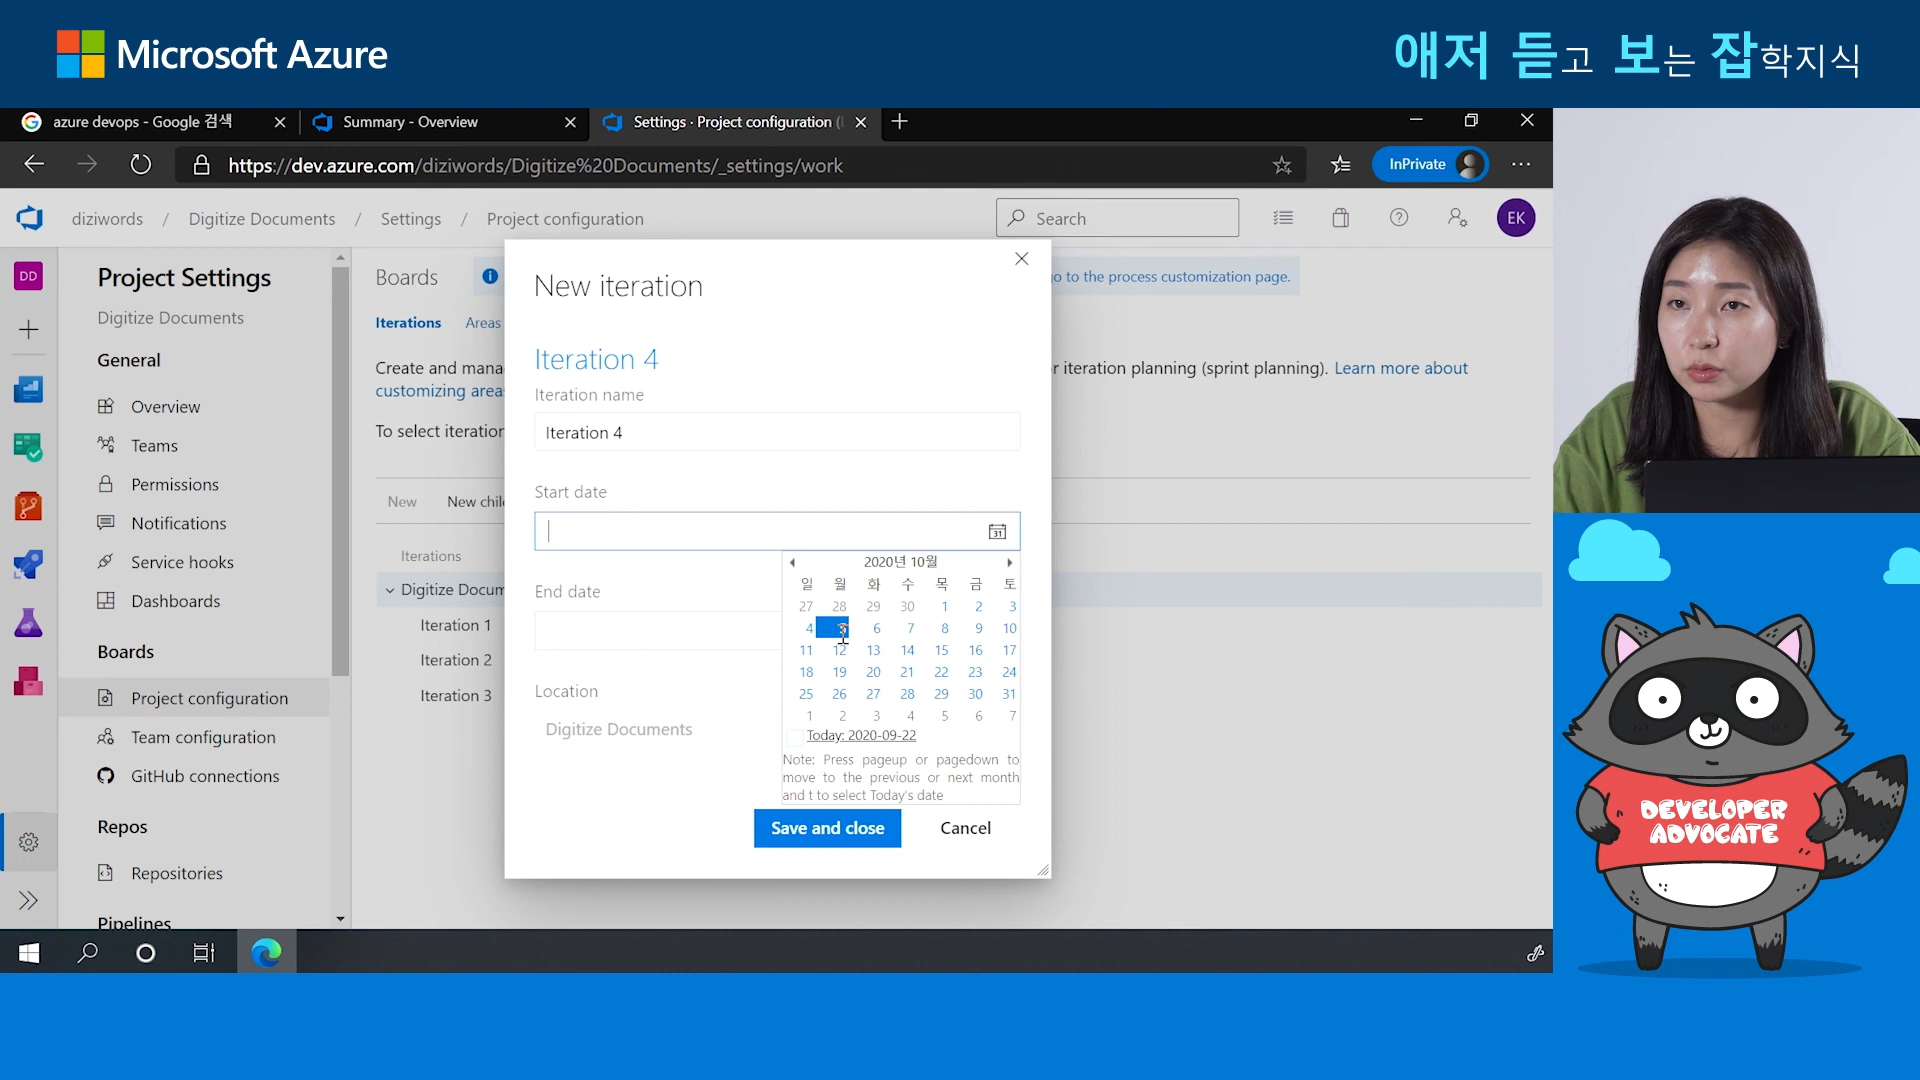 Microsoft Azure
애저 듣고 보는 잡학지식
azure devops - Google 검색
Summary - Overview
Settings · Project configuration (
https://dev.azure.com/diziwords/Digitize%20Documents/_settings/work
InPrivate
diziwords / Digitize Documents / Settings / Project configuration
Search
EK
DD
Project Settings
Digitize Documents
General
Overview
Teams
Permissions
Notifications
Service hooks
Dashboards
Boards
Project configuration
Team configuration
GitHub connections
Repos
Repositories
Pipelines
Boards
o to the process customization page.
Iterations Areas
Create and mana
r iteration planning (sprint planning). Learn more about
customizing area
To select iteration
New New chil
Iterations
Digitize Docum
Iteration 1
Iteration 2
Iteration 3
New iteration
Iteration 4
Iteration name
Iteration 4
Start date
31
End date
Location
Digitize Documents
2020년 10월
일 월 화 수 목 금 토
27 28 29 30 1 2 3
4 6 7 8 9 10
11 12 13 14 15 16 17
18 19 20 21 22 23 24
25 26 27 28 29 30 31
1 2 3 4 5 6 7
Today: 2020-09-22
Note: Press pageup or pagedown to
move to the previous or next month
and t to select Today's date
Save and close
Cancel
DEVELOPER
ADVOCATE